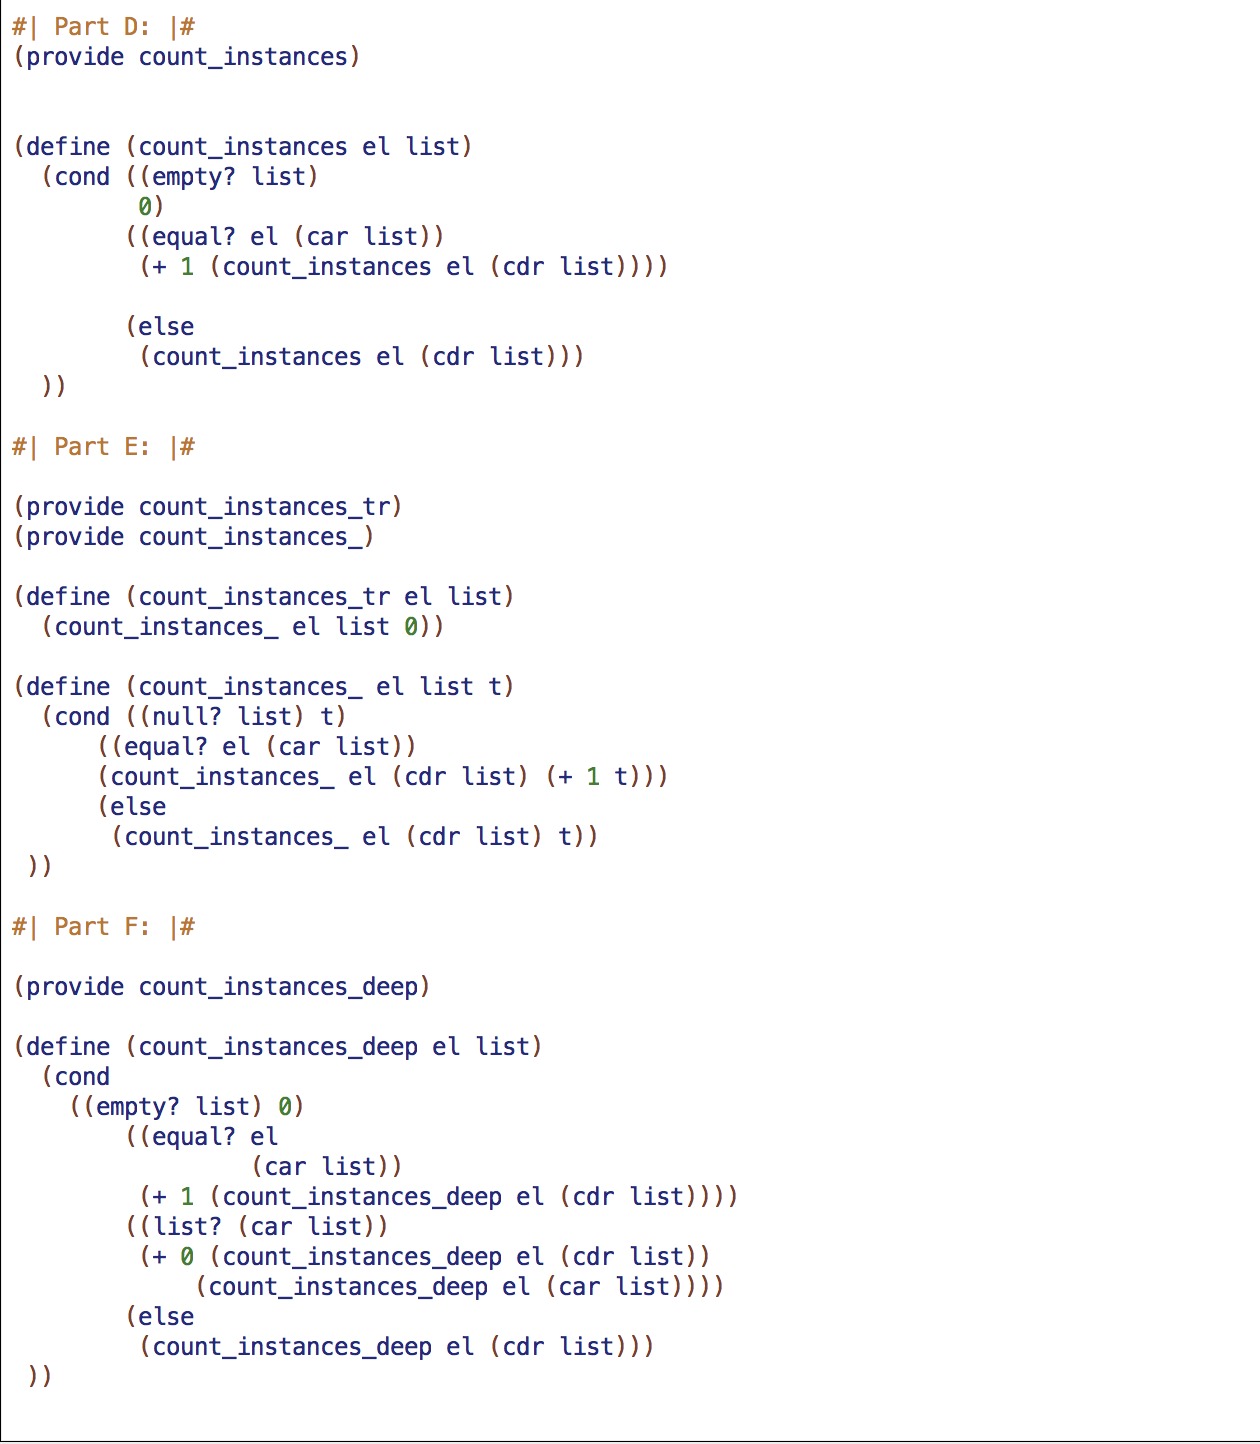 #| Part D: |#
(provide count_instances)
(define (count_instances el list)
(cond ((empty? list)
0)
((equal? el (car list))
(+ 1 (count_instances el (cdr list))))
(else
(count_instances el (cdr list)))
))
#| Part E: |#
(provide count_instances_tr)
(provide count_instances_)
(define (count_instances_tr el list)
(count_instances_ el list 0))
(define (count_instances_ el list t)
(cond ((null? list) t)
((equal? el (car list))
(count_instances_ el (cdr list) (+ 1 t)))
(else
(count_instances_ el (cdr list) t))
))
#| Part F: |#
(provide count_instances_deep)
(define (count_instances_deep el list)
(cond
((empty? list) 0)
((equal? el
(car list))
(+ 1 (count_instances_deep el (cdr list))))
((list? (car list))
(+ 0 (count_instances_deep el (cdr list))
(count_instances_deep el (car list))))
(else
(count_instances_deep el (cdr list)))
))